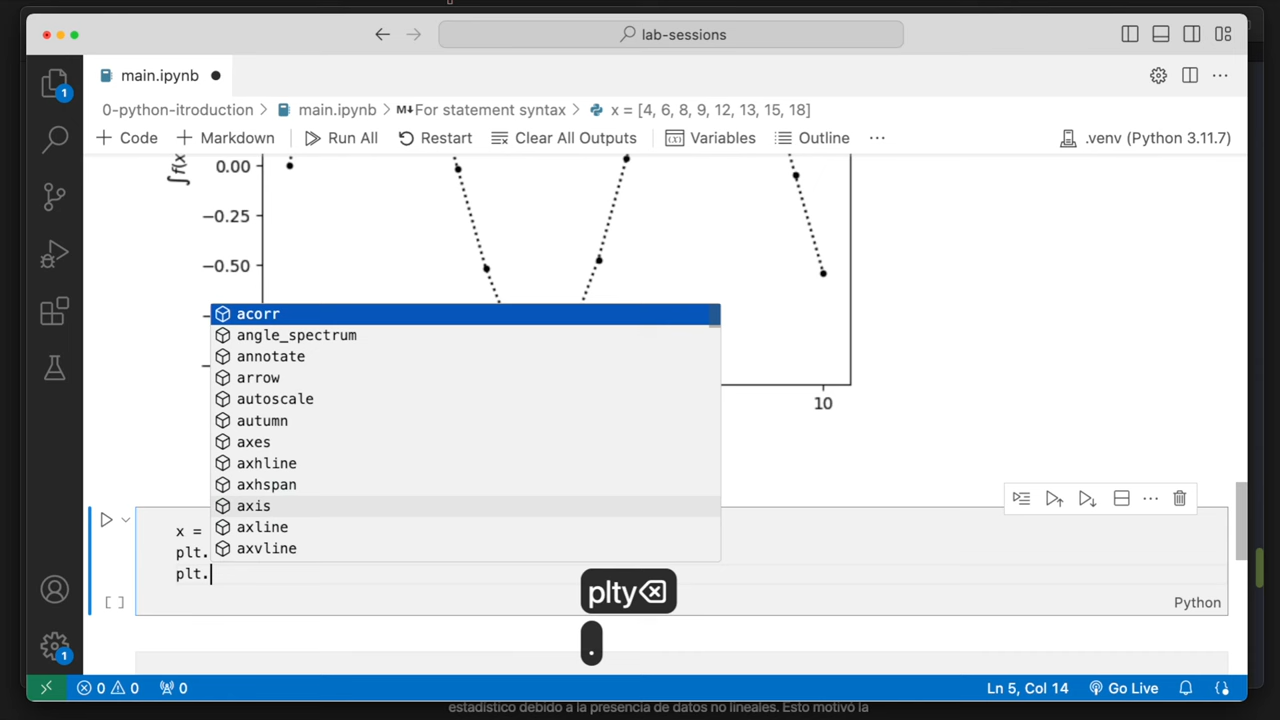 lab-sessions
main.ipynb
0-python-itroduction > main.ipynb > M↓For statement syntax > x = [4, 6, 8, 9, 12, 13, 15, 18]
+ Code + Markdown Run All Restart Clear All Outputs Variables Outline ... .venv (Python 3.11.7)
∫f(x
0.00
−0.25
−0.50
10
acorr
angle_spectrum
annotate
arrow
autoscale
autumn
axes
axhline
axhspan
axis
axline
axvline
x =
plt.
plt.
[ ]
Python
plty⌫
.
1
1
0 0 0
Ln 5, Col 14 Go Live
estadístico debido a la presencia de datos no lineales. Esto motivó la